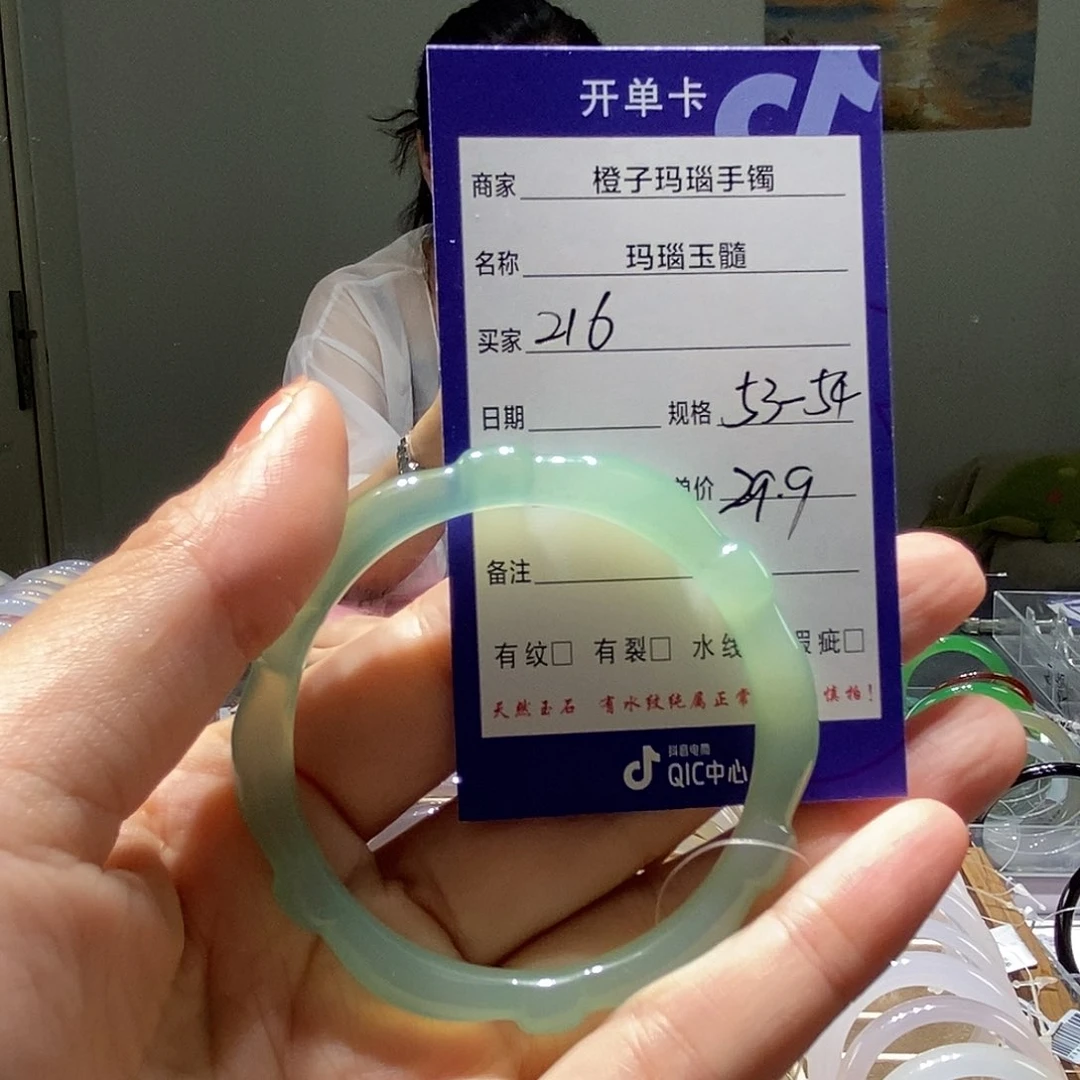 开单卡
商家 橙子玛瑙手镯
名称 玛瑙玉髓
买家 216
日期 规格 53-54
单价 29.9
备注
有纹□ 有裂□ 水线 瑕疵□
天然玉石 有水纹纯属正常 慎拍！
抖音电商
QIC中心